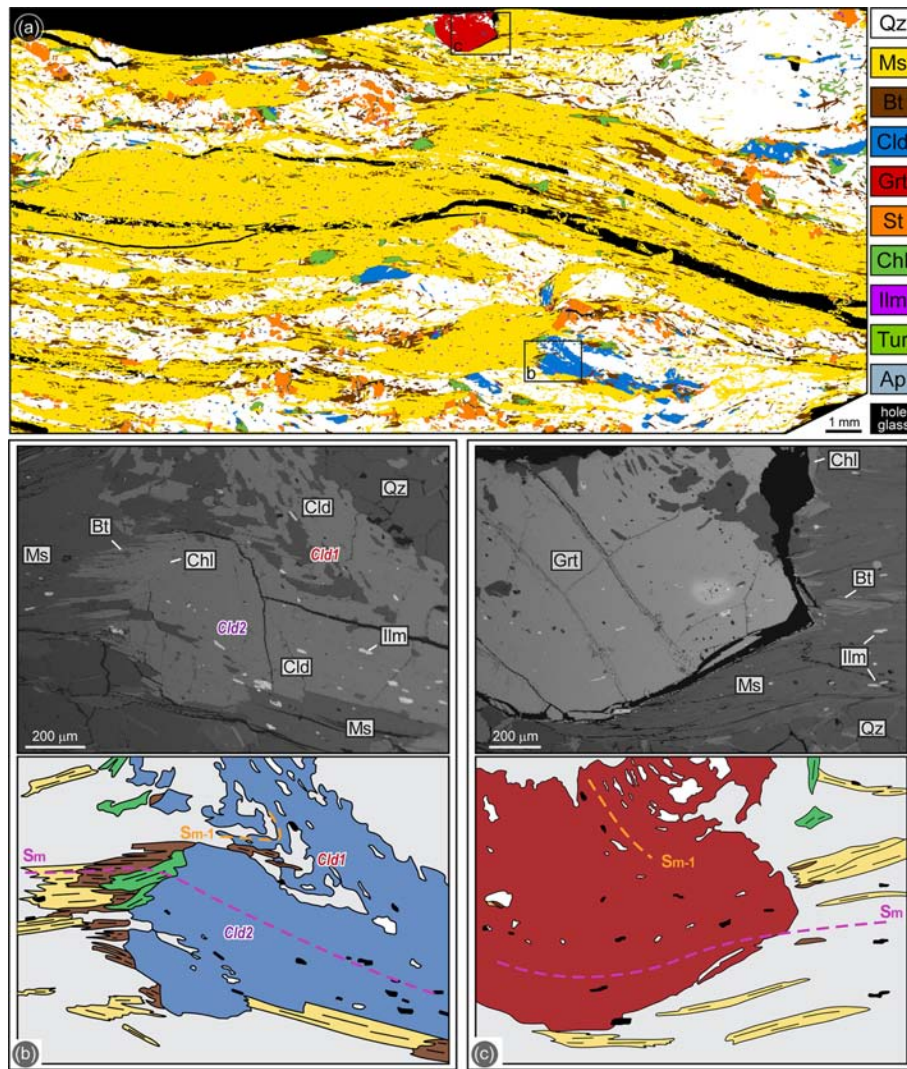 (a)
c
b
1 mm
Qz
Ms
Bt
Cld
Grt
St
Chl
Ilm
Tur
Ap
hole
glass
Cld
Qz
Bt
Cld1
Ms
Chl
Cld2
Ilm
Cld
Ms
200 µm
Chl
Grt
Bt
Ilm
Ms
Qz
200 µm
Sm-1
Sm
Cld1
Cld2
(b)
Sm-1
Sm
(c)